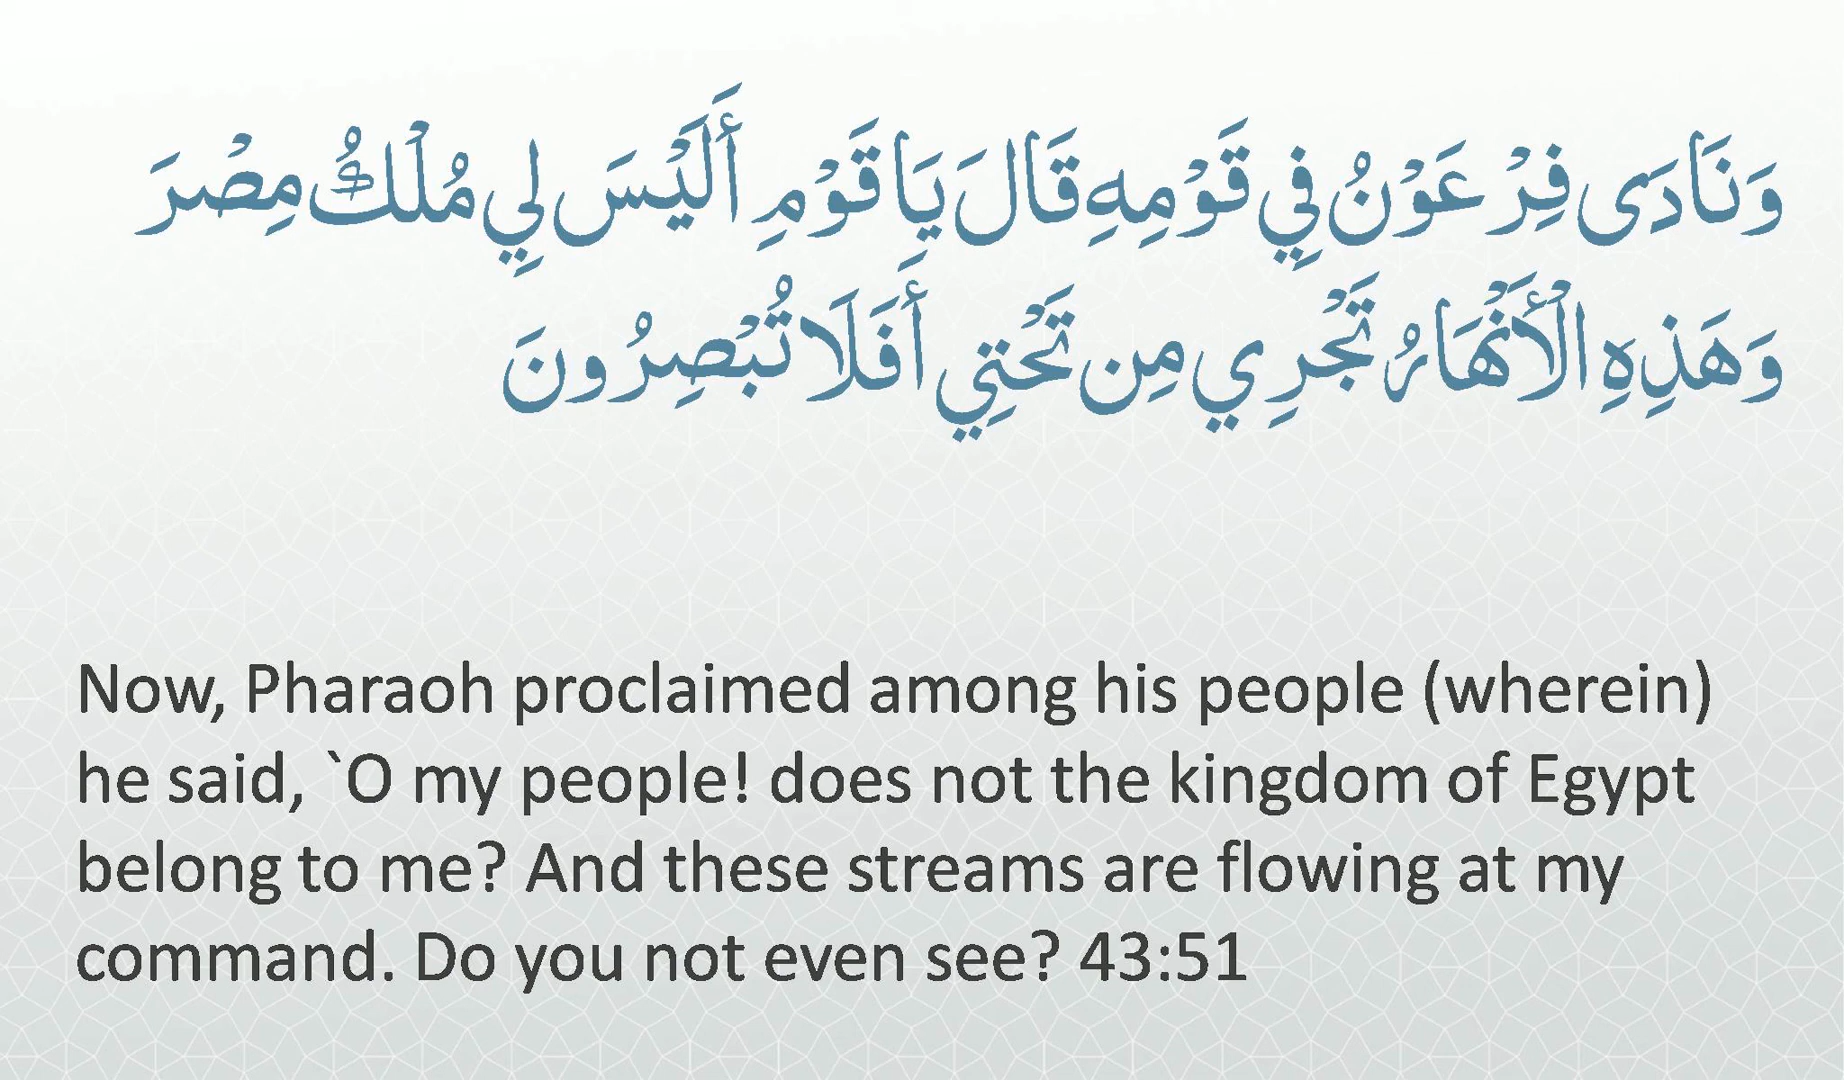 وَنَادَى فِرْعَوْنُ فِي قَوْمِهِ قَالَ يَا قَوْمِ أَلَيْسَ لِي مُلْكُ مِصْرَ
وَهَذِهِ الْأَنْهَارُ تَجْرِي مِن تَحْتِي أَفَلَا تُبْصِرُونَ
Now, Pharaoh proclaimed among his people (wherein)
he said, `O my people! does not the kingdom of Egypt
belong to me? And these streams are flowing at my
command. Do you not even see? 43:51